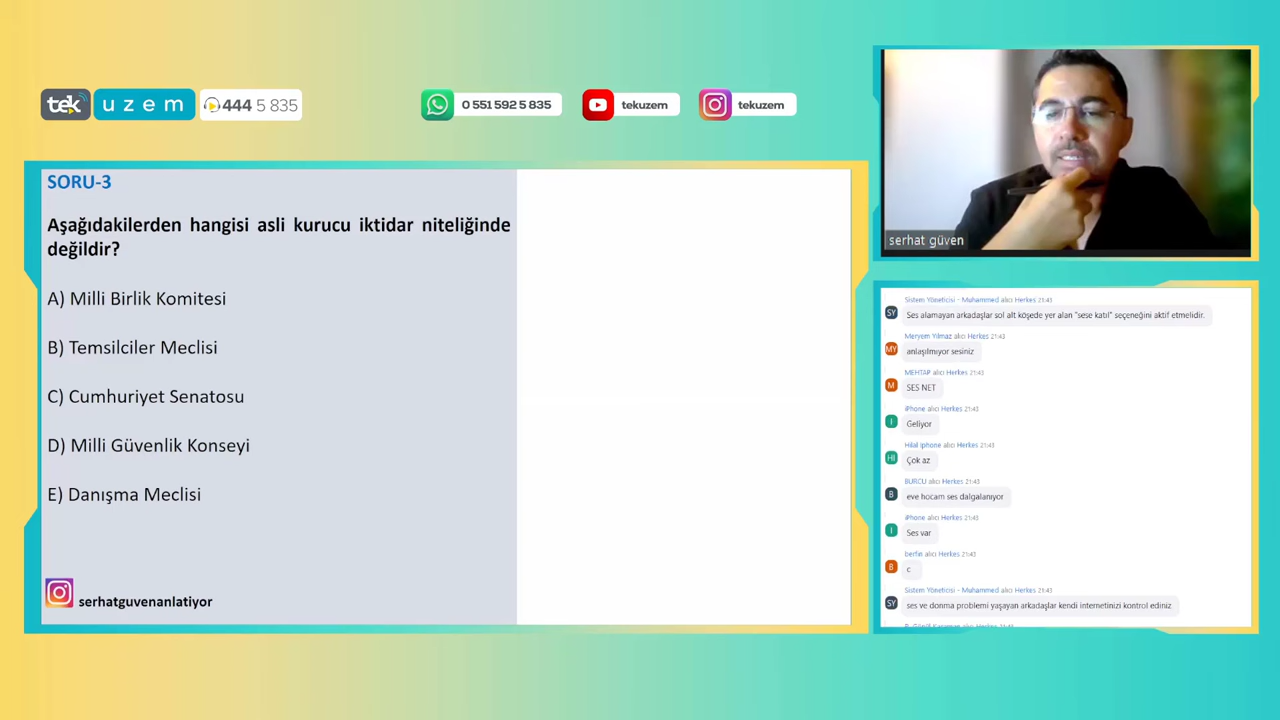 tek uzem 444 5 835
0 551 592 5 835 tekuzem tekuzem
SORU-3
Aşağıdakilerden hangisi asli kurucu iktidar niteliğinde
değildir?
A) Milli Birlik Komitesi
B) Temsilciler Meclisi
C) Cumhuriyet Senatosu
D) Milli Güvenlik Konseyi
E) Danışma Meclisi
serhatguvenanlatiyor
serhat güven
Sistem Yöneticisi - Muhammed alıcı Herkes 21:43
SY Ses alamayan arkadaşlar sol alt köşede yer alan "sese katıl" seçeneğini aktif etmelidir.
Meryem Yılmaz alıcı Herkes 21:43
MY anlaşılmıyor sesiniz
MEHTAP alıcı Herkes 21:43
M SES NET
iPhone alıcı Herkes 21:43
I Geliyor
Hilal Iphone alıcı Herkes 21:43
HI Çok az
BURCU alıcı Herkes 21:43
B eve hocam ses dalgalanıyor
iPhone alıcı Herkes 21:43
I Ses var
berfin alıcı Herkes 21:43
B c
Sistem Yöneticisi - Muhammed alıcı Herkes 21:43
SY ses ve donma problemi yaşayan arkadaşlar kendi internetinizi kontrol ediniz